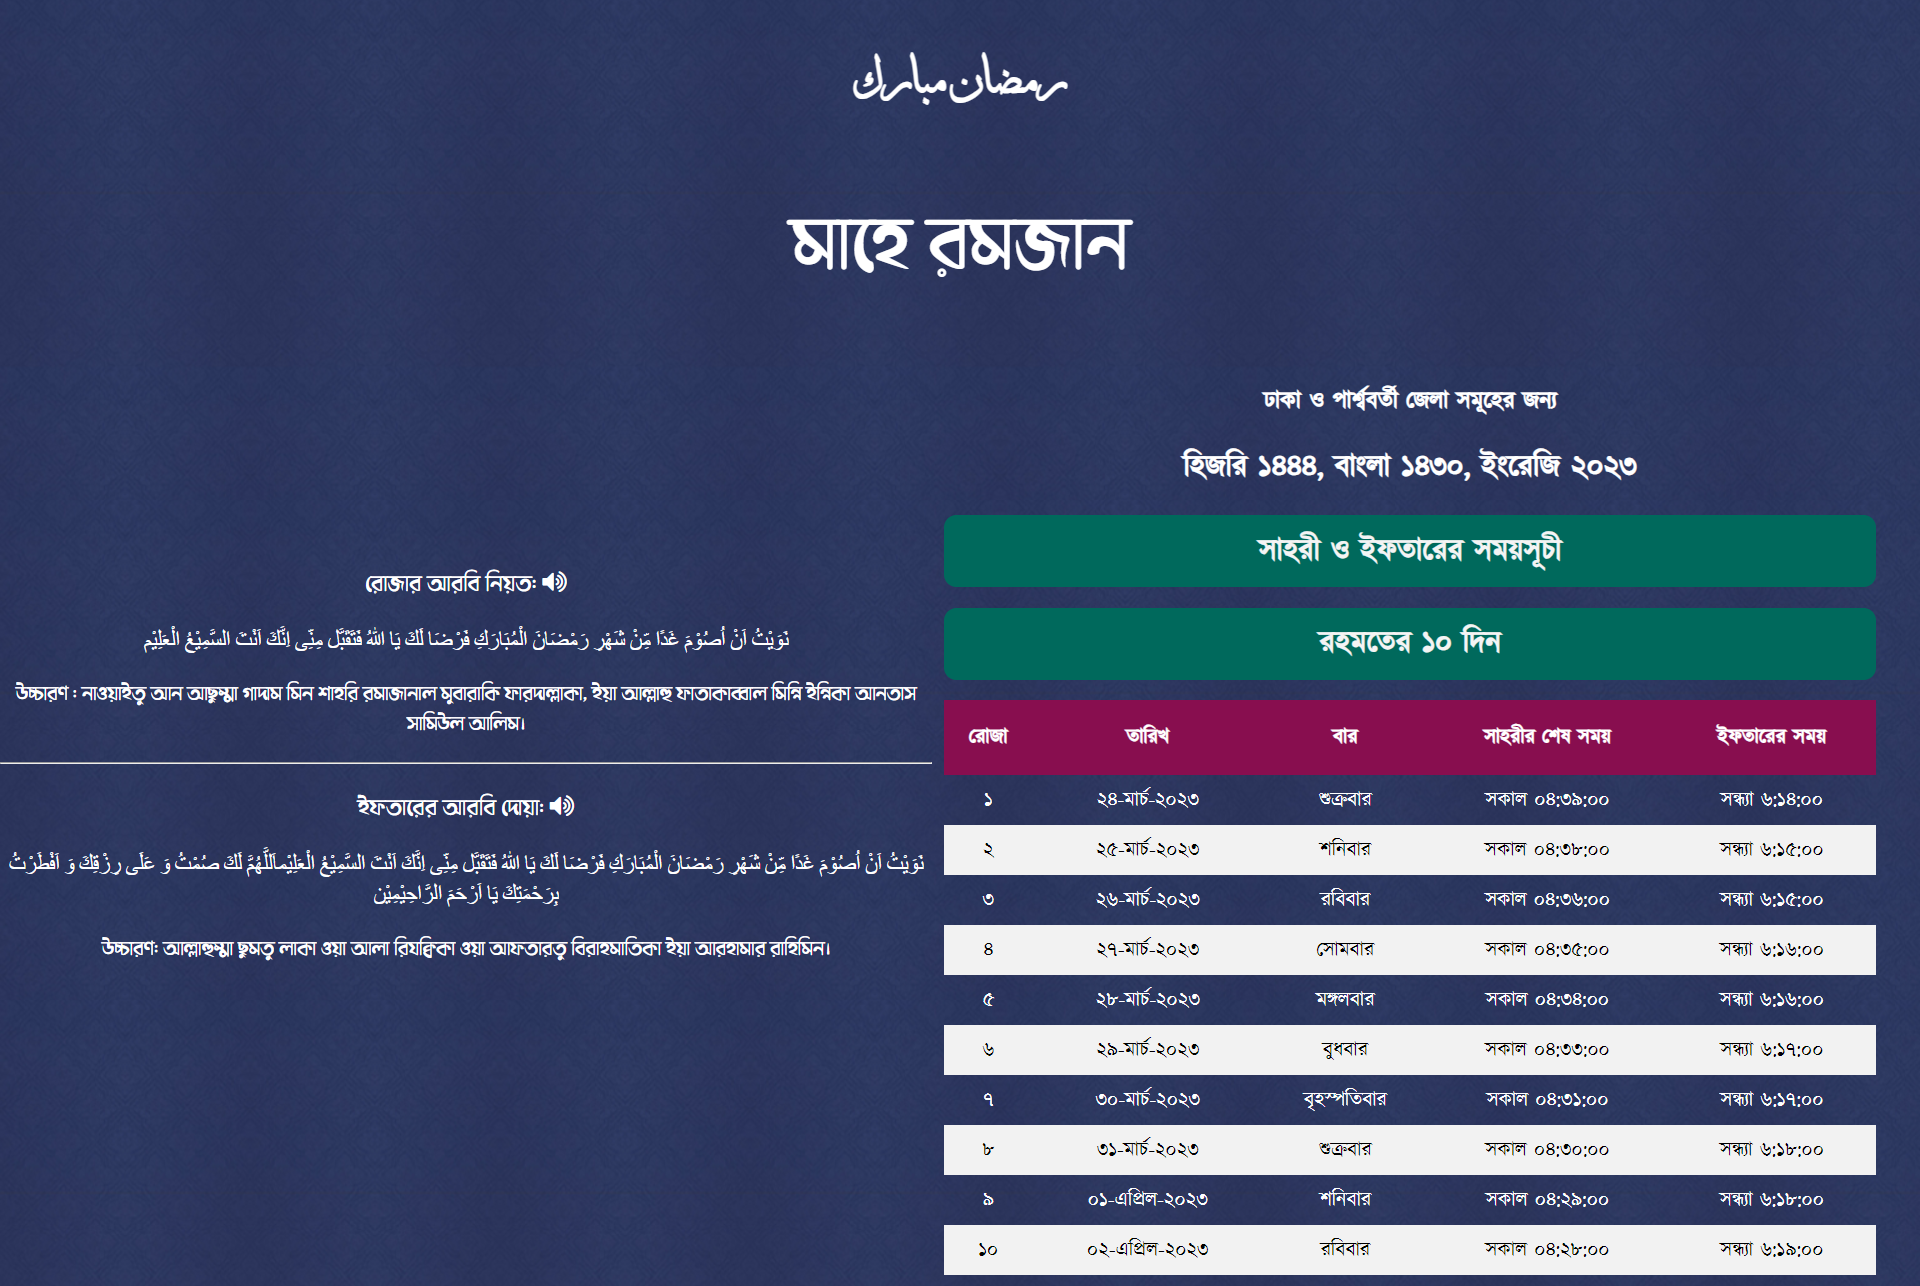 رمضان مبارك
মাহে রমজান
রোজার আরবি নিয়ত:
نَوَيْتُ اَنْ اُصُوْمَ غَدًا مِّنْ شَهْرِ رَمْضَانَ الْمُبَارَكِ فَرْضَا لَكَ يَا اللهُ فَتَقَبَّل مِنِّى اِنَّكَ اَنْتَ السَّمِيْعُ الْعَلِيْم
উচ্চারণ : নাওয়াইতু আন আছুম্মা গাদাম মিন শাহরি রমাজানাল মুবারাকি ফারদাল্লাকা, ইয়া আল্লাহু ফাতাকাব্বাল মিন্নি ইন্নিকা আনতাস
সামিউল আলিম।
ইফতারের আরবি দোয়া:
نَوَيْتُ اَنْ اُصُوْمَ غَدًا مِّنْ شَهْرِ رَمْضَانَ الْمُبَارَكِ فَرْضَا لَكَ يَا اللهُ فَتَقَبَّل مِنِّى اِنَّكَ اَنْتَ السَّمِيْعُ الْعَلِيْماَللَّهُمَّ لَكَ صُمْتُ وَ عَلَى رِزْقِكَ وَ اَفْطَرْتُ
بِرَحْمَتِكَ يَا اَرْحَمَ الرَّاحِيْمِيْن
উচ্চারণ: আল্লাহুম্মা ছুমতু লাকা ওয়া আলা রিযক্বিকা ওয়া আফতারতু বিরাহমাতিকা ইয়া আরহামার রাহিমিন।
ঢাকা ও পার্শ্ববর্তী জেলা সমূহের জন্য
হিজরি ১৪৪৪, বাংলা ১৪৩০, ইংরেজি ২০২৩
সাহরী ও ইফতারের সময়সূচী
রহমতের ১০ দিন
রোজা তারিখ বার সাহরীর শেষ সময় ইফতারের সময়
১ ২৪-মার্চ-২০২৩ শুক্রবার সকাল ০৪:৩৯:০০ সন্ধ্যা ৬:১৪:০০
২ ২৫-মার্চ-২০২৩ শনিবার সকাল ০৪:৩৮:০০ সন্ধ্যা ৬:১৫:০০
৩ ২৬-মার্চ-২০২৩ রবিবার সকাল ০৪:৩৬:০০ সন্ধ্যা ৬:১৫:০০
৪ ২৭-মার্চ-২০২৩ সোমবার সকাল ০৪:৩৫:০০ সন্ধ্যা ৬:১৬:০০
৫ ২৮-মার্চ-২০২৩ মঙ্গলবার সকাল ০৪:৩৪:০০ সন্ধ্যা ৬:১৬:০০
৬ ২৯-মার্চ-২০২৩ বুধবার সকাল ০৪:৩৩:০০ সন্ধ্যা ৬:১৭:০০
৭ ৩০-মার্চ-২০২৩ বৃহস্পতিবার সকাল ০৪:৩১:০০ সন্ধ্যা ৬:১৭:০০
৮ ৩১-মার্চ-২০২৩ শুক্রবার সকাল ০৪:৩০:০০ সন্ধ্যা ৬:১৮:০০
৯ ০১-এপ্রিল-২০২৩ শনিবার সকাল ০৪:২৯:০০ সন্ধ্যা ৬:১৮:০০
১০ ০২-এপ্রিল-২০২৩ রবিবার সকাল ০৪:২৮:০০ সন্ধ্যা ৬:১৯:০০